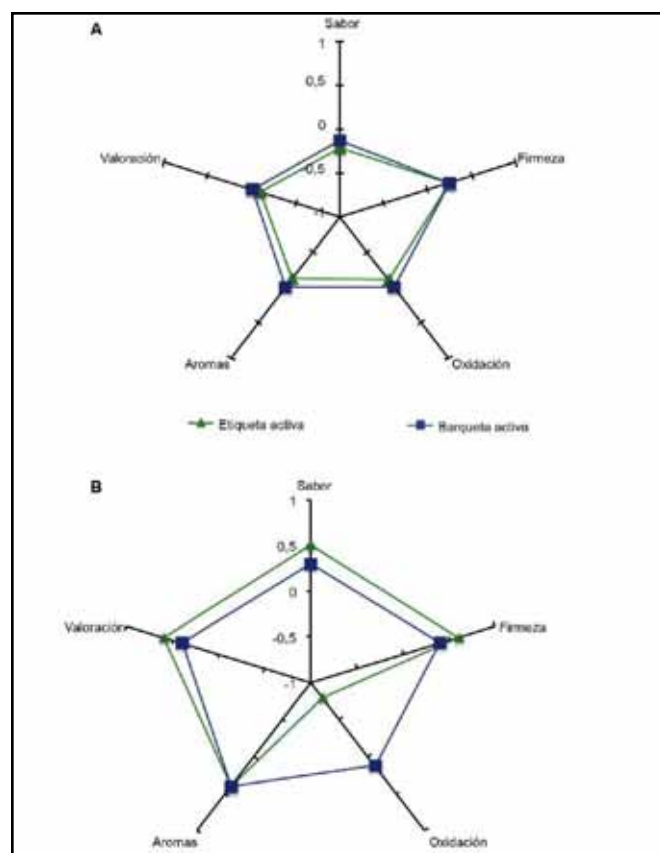 A
Sabor
1
0,5
0
-0,5
-1
Valoración
Firmeza
Aromas
Oxidación
Etiqueta activa
Barqueta activa
B
Sabor
1
0,5
0
-0,5
-1
Valoración
Firmeza
Aromas
Oxidación